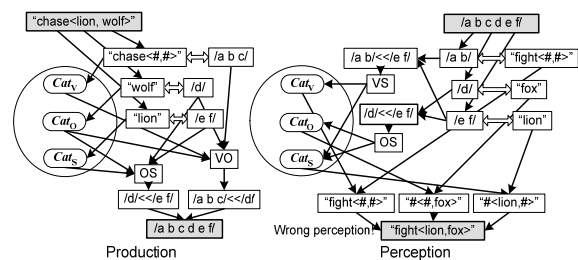 "chase<lion, wolf>"
"chase<#,#>"
/a b c/
Cat_V
"wolf"
/d/
Cat_O
"lion"
/e f/
Cat_S
OS
VO
/d/<</e f/
/a b c/<</d/
/a b c d e f/
Production
/a b c d e f/
/a b/<</e f/
/a b/
"fight<#,#>"
Cat_V
VS
/d/
"fox"
/d/<</e f/
Cat_O
/e f/
"lion"
OS
Cat_S
"fight<#,#>"
"#<#,fox>"
"#<lion,#>"
Wrong perception!
"fight<lion,fox>"
Perception